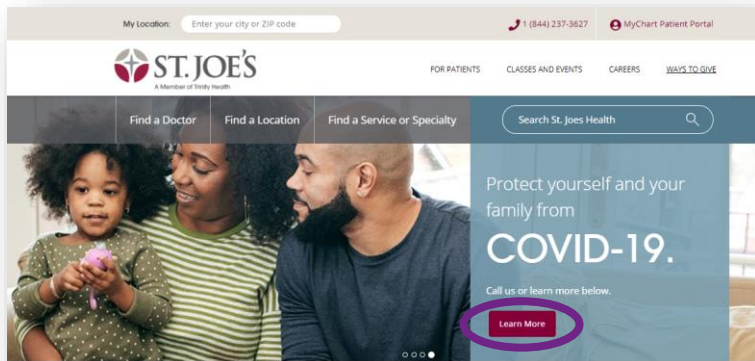 My Location: Enter your city or ZIP code 1 (844) 237-3627 MyChart Patient Portal
ST. JOE'S
A Member of Trinity Health
FOR PATIENTS CLASSES AND EVENTS CAREERS WAYS TO GIVE
Find a Doctor Find a Location Find a Service or Specialty Search St. Joes Health
Protect yourself and your
family from
COVID-19.
Call us or learn more below.
Learn More